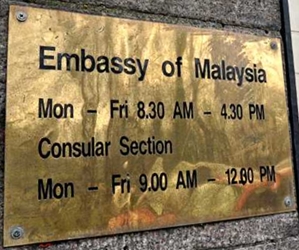 Embassy of Malaysia
Mon - Fri 8.30 AM - 4.30 PM
Consular Section
Mon - Fri 9.00 AM - 12.00 PM